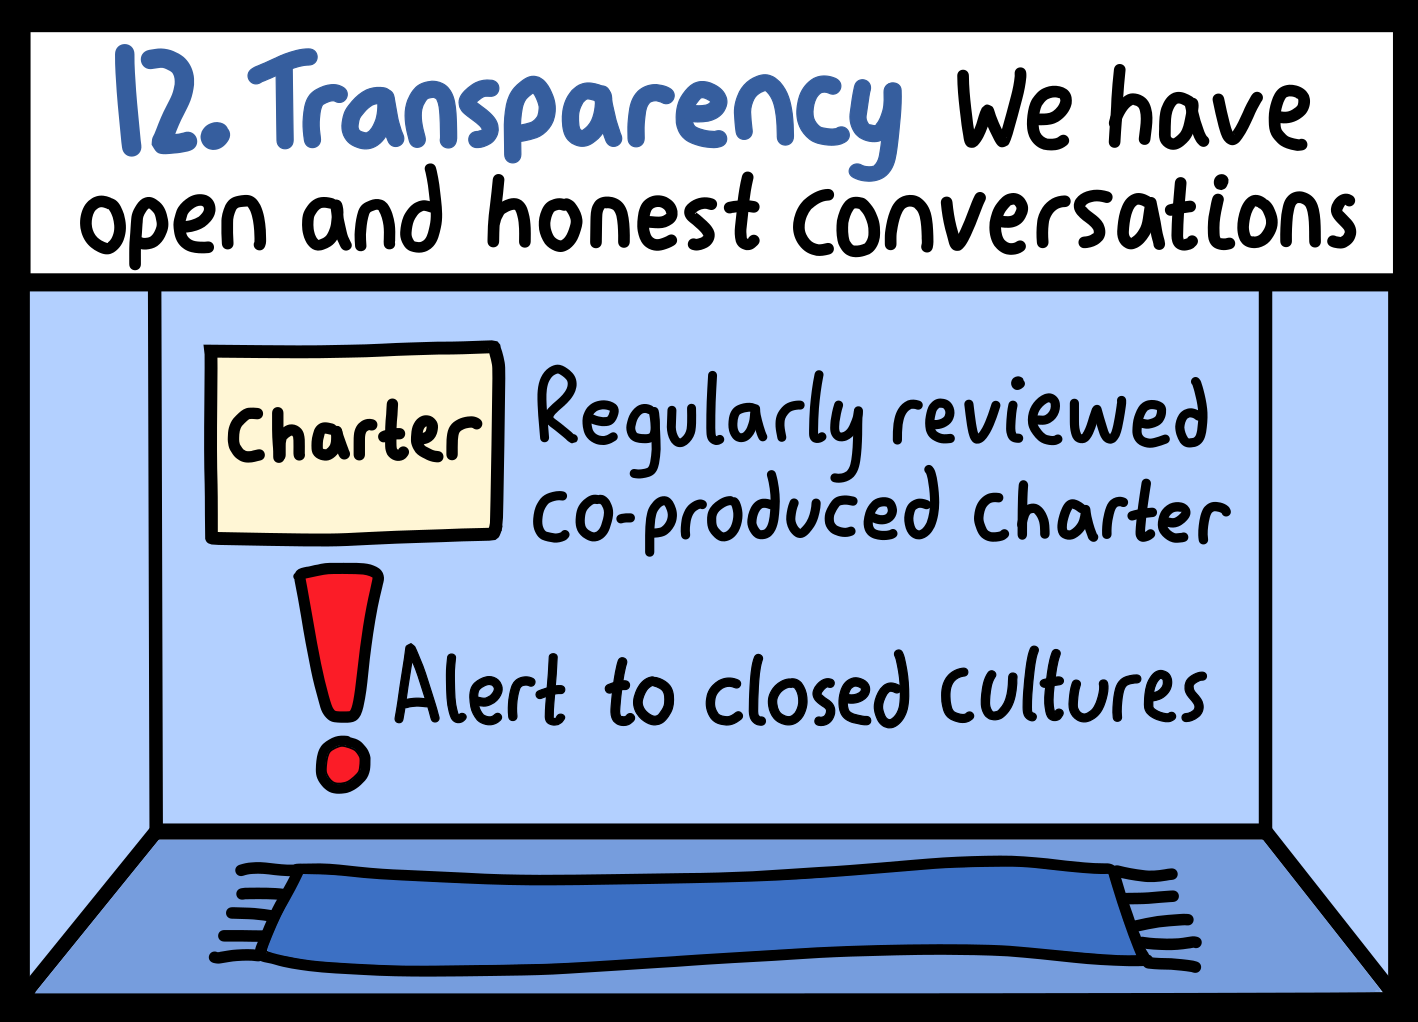 12. Transparency We have
open and honest conversations
Charter
Regularly reviewed
co-produced charter
Alert to closed cultures